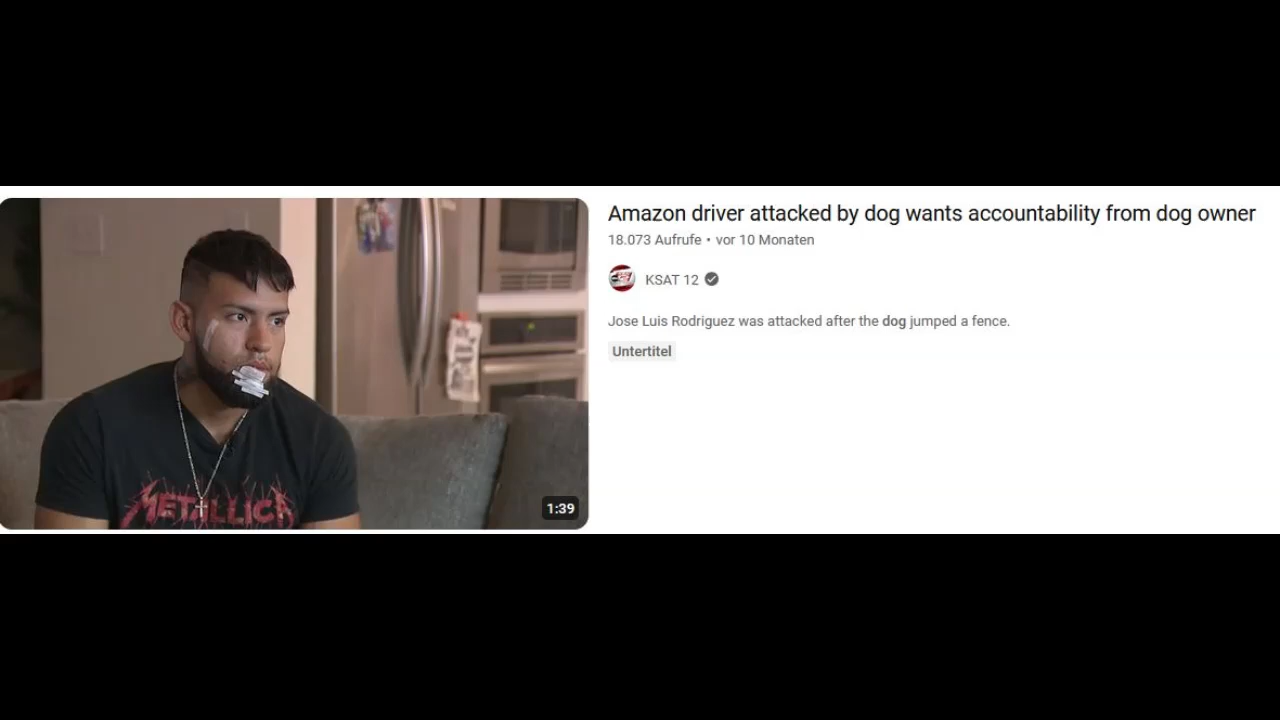 Amazon driver attacked by dog wants accountability from dog owner
18.073 Aufrufe • vor 10 Monaten
KSAT 12
Jose Luis Rodriguez was attacked after the dog jumped a fence.
Untertitel
METALLICA
1:39